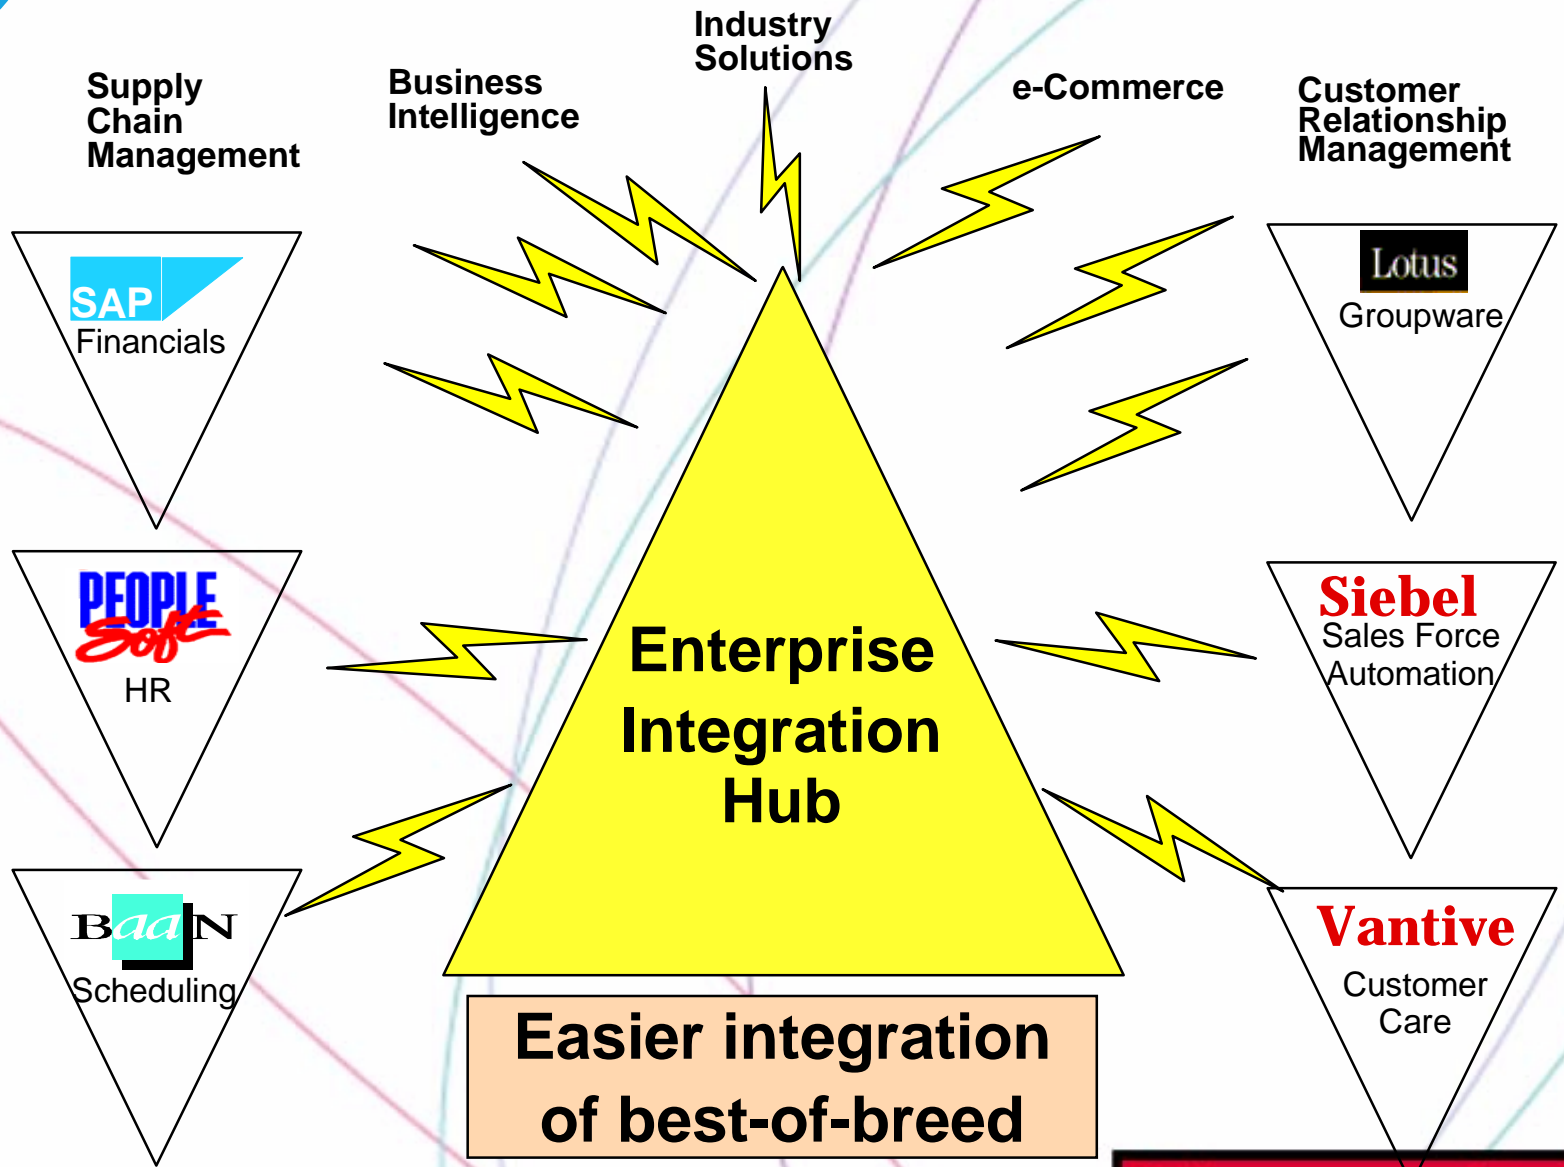 Industry
Solutions
Supply
Chain
Management
Business
Intelligence
e-Commerce
Customer
Relationship
Management
SAP
Financials
Lotus
Groupware
PEOPLE
Soft
HR
Siebel
Sales Force
Automation
Enterprise
Integration
Hub
BaaN
Scheduling
Vantive
Customer
Care
Easier integration
of best-of-breed